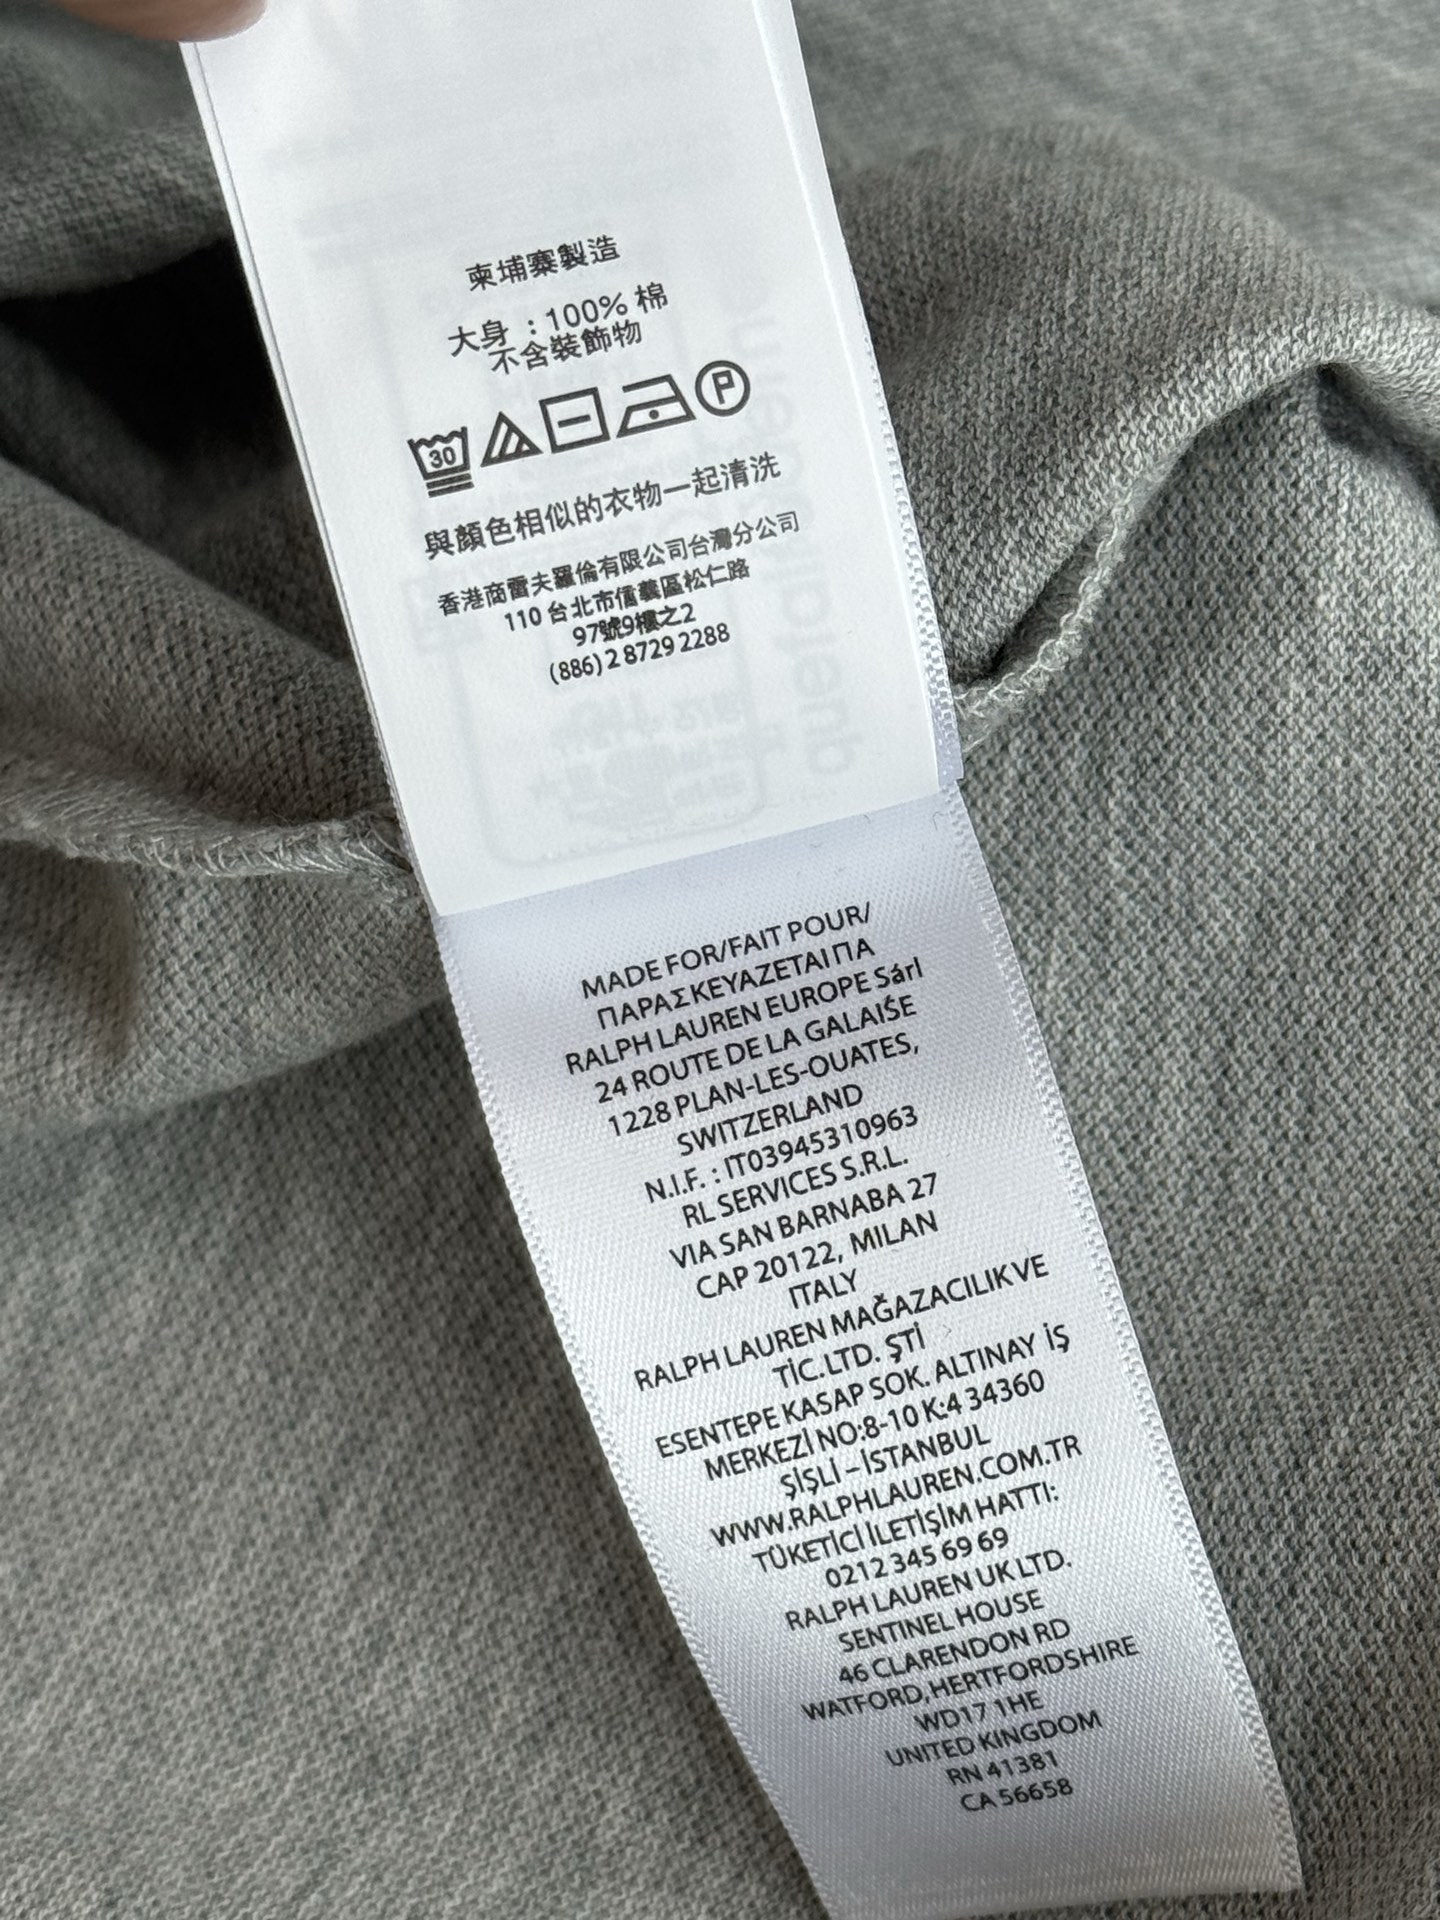 柬埔寨製造
大身 : 100% 棉
不含裝飾物
30 P
與顏色相似的衣物一起清洗
香港商雷夫羅倫有限公司台灣分公司
110 台北市信義區松仁路
97號9樓之2
(886) 2 8729 2288
MADE FOR/FAIT POUR/
ΠΑΡΑΣΚΕΥΑΖΕΤΑΙ ΠΑ
RALPH LAUREN EUROPE Sárl
24 ROUTE DE LA GALAIŚE
1228 PLAN-LES-OUATES,
SWITZERLAND
N.I.F. : IT03945310963
RL SERVICES S.R.L.
VIA SAN BARNABA 27
CAP 20122, MILAN
ITALY
RALPH LAUREN MAĞAZACILIK VE
TİC.LTD. ŞTİ
ESENTEPE KASAP SOK. ALTINAY İŞ
MERKEZİ NO:8-10 K:4 34360
ŞİŞLİ – İSTANBUL
WWW.RALPHLAUREN.COM.TR
TÜKETİCİ İLETİŞİM HATTI:
0212 345 69 69
RALPH LAUREN UK LTD.
SENTINEL HOUSE
46 CLARENDON RD
WATFORD, HERTFORDSHIRE
WD17 1HE
UNITED KINGDOM
RN 41381
CA 56658